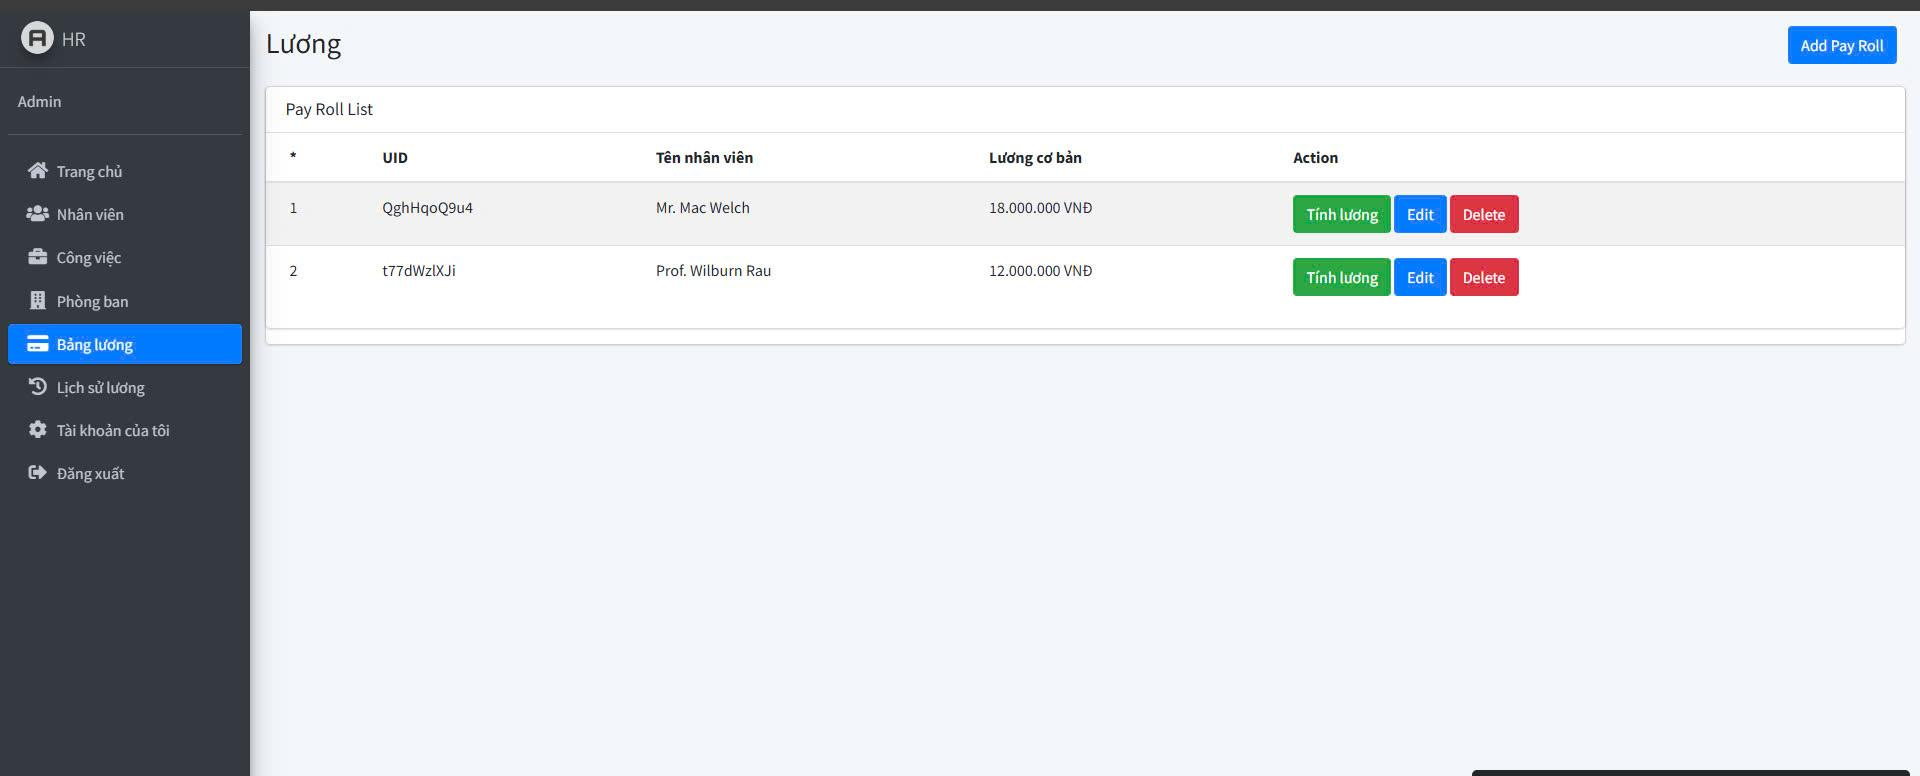 HR
Admin
Trang chủ
Nhân viên
Công việc
Phòng ban
Bảng lương
Lịch sử lương
Tài khoản của tôi
Đăng xuất
Lương
Add Pay Roll
Pay Roll List
* UID Tên nhân viên Lương cơ bản Action
1 QghHqoQ9u4 Mr. Mac Welch 18.000.000 VNĐ Tính lương Edit Delete
2 t77dWzlXJi Prof. Wilburn Rau 12.000.000 VNĐ Tính lương Edit Delete